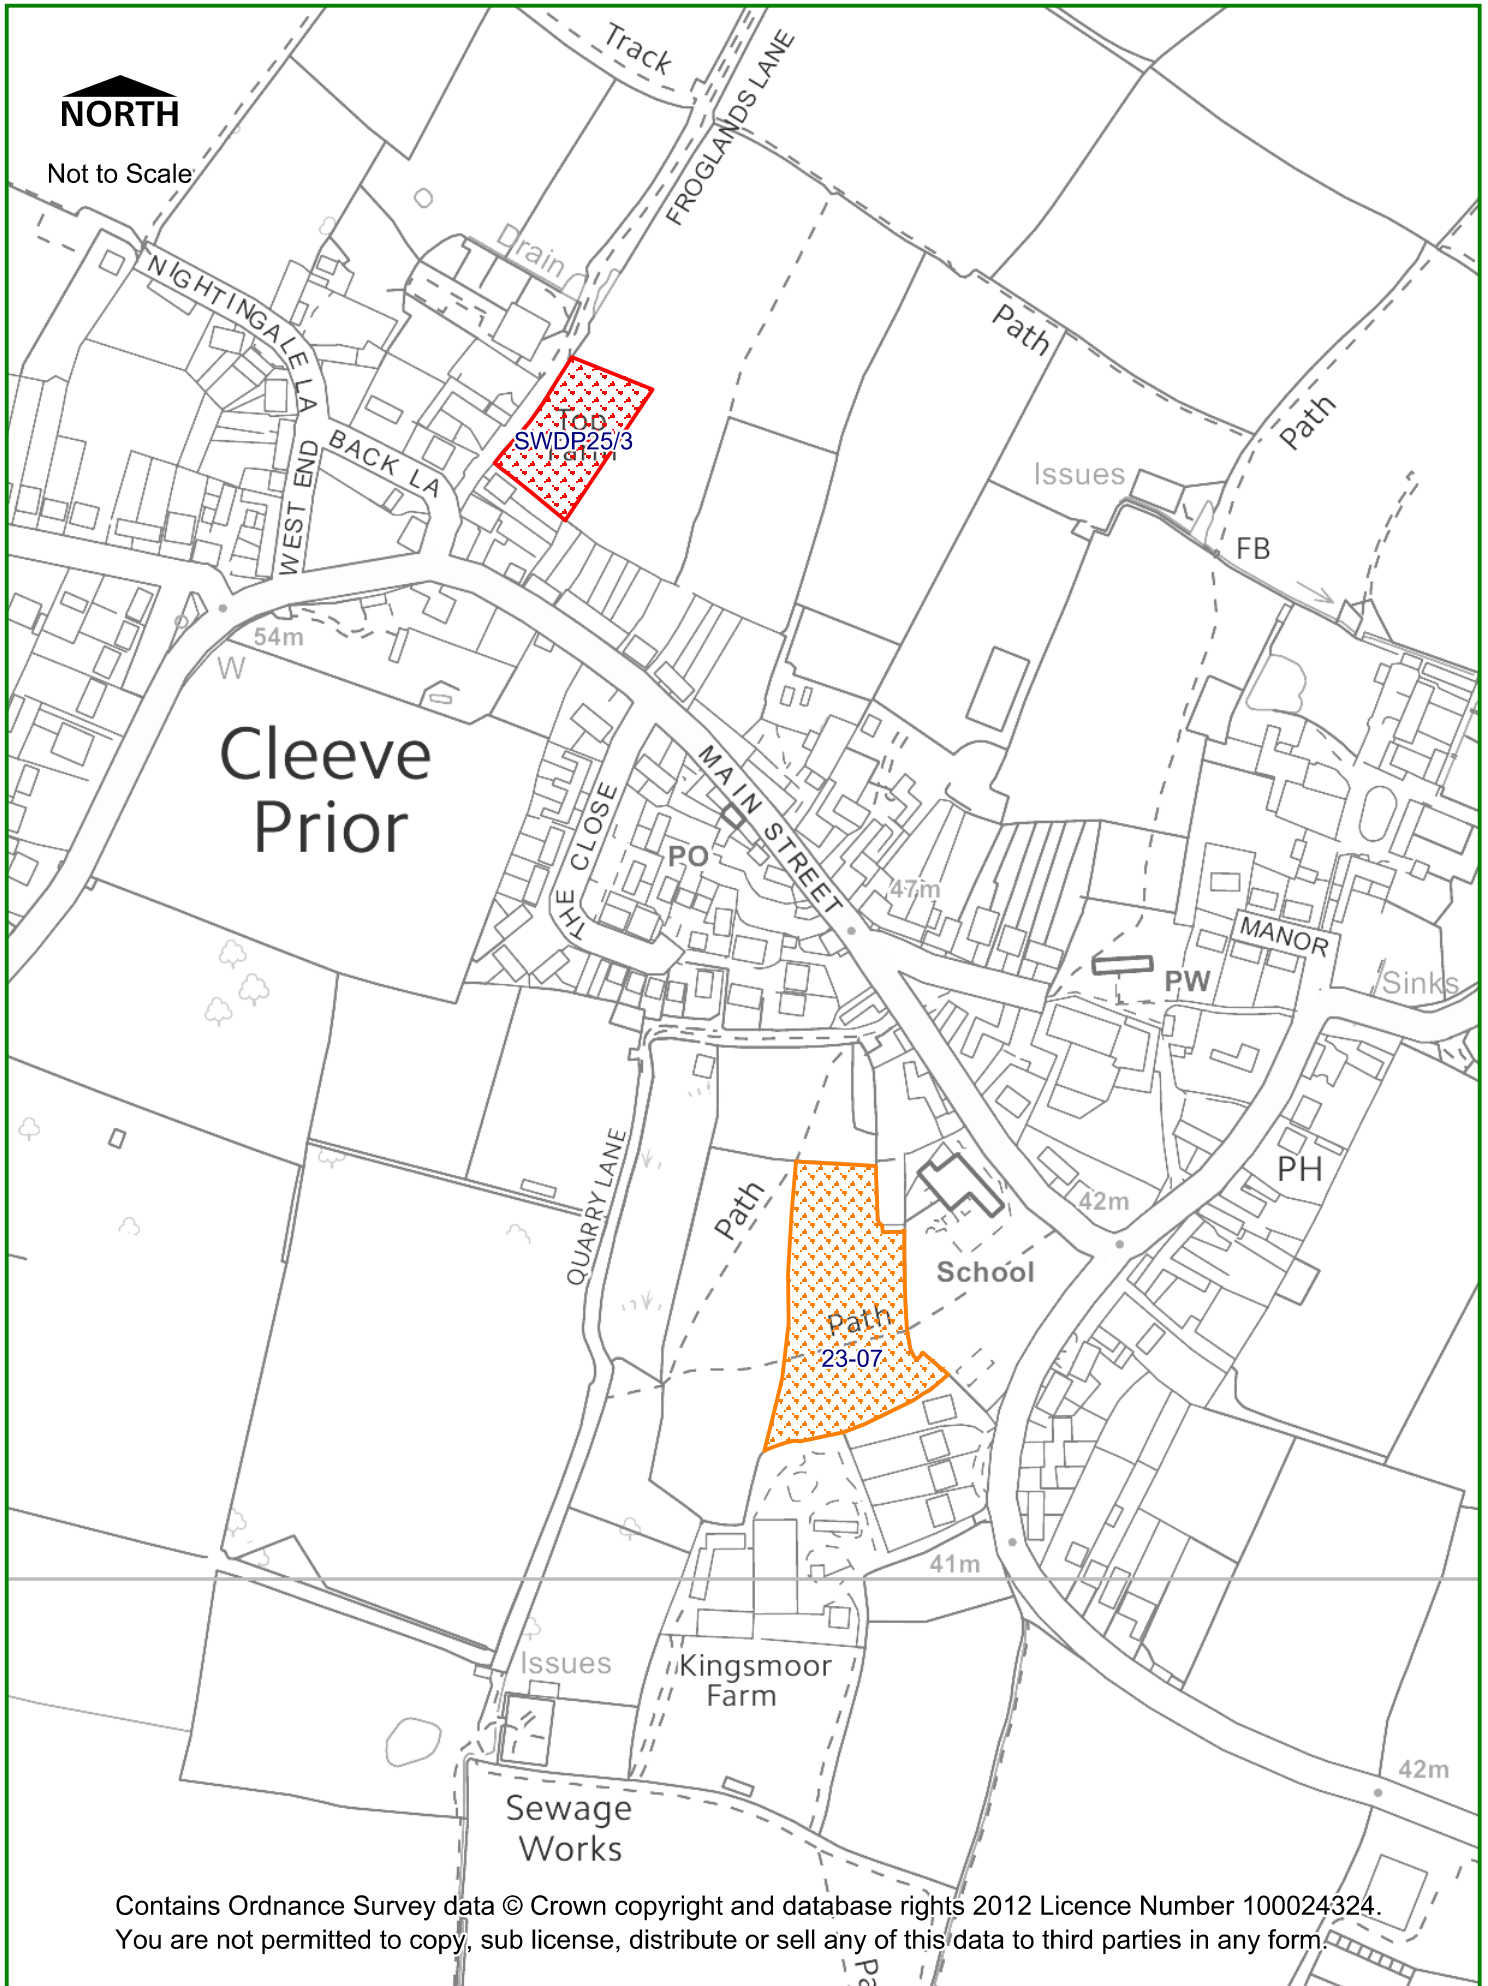 Track
FROGLANDS LANE
NORTH
Not to Scale
Drain
NIGHTINGALE LA
Path
Path
Top
Farm
SWDP25/3
BACK LA
WEST END
Issues
FB
54m
W
Cleeve
Prior
MAIN STREET
THE CLOSE
PO
47m
MANOR
PW
Sinks
QUARRY LANE
PH
Path
42m
School
Path
23-07
41m
Issues
Kingsmoor
Farm
42m
Sewage
Works
Contains Ordnance Survey data © Crown copyright and database rights 2012 Licence Number 100024324.
You are not permitted to copy, sub license, distribute or sell any of this data to third parties in any form.
Pa